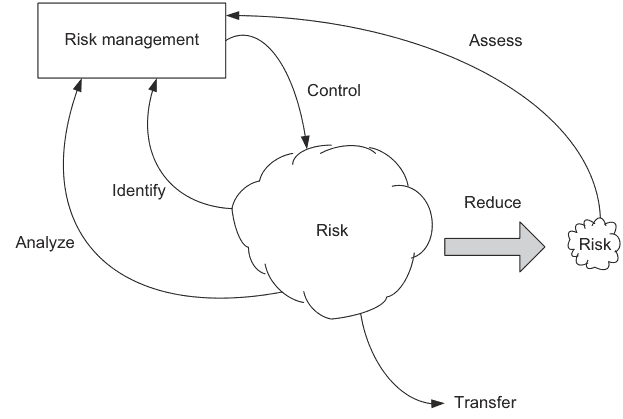 Risk management
Assess
Control
Identify
Reduce
Risk
Analyze
Risk
Transfer